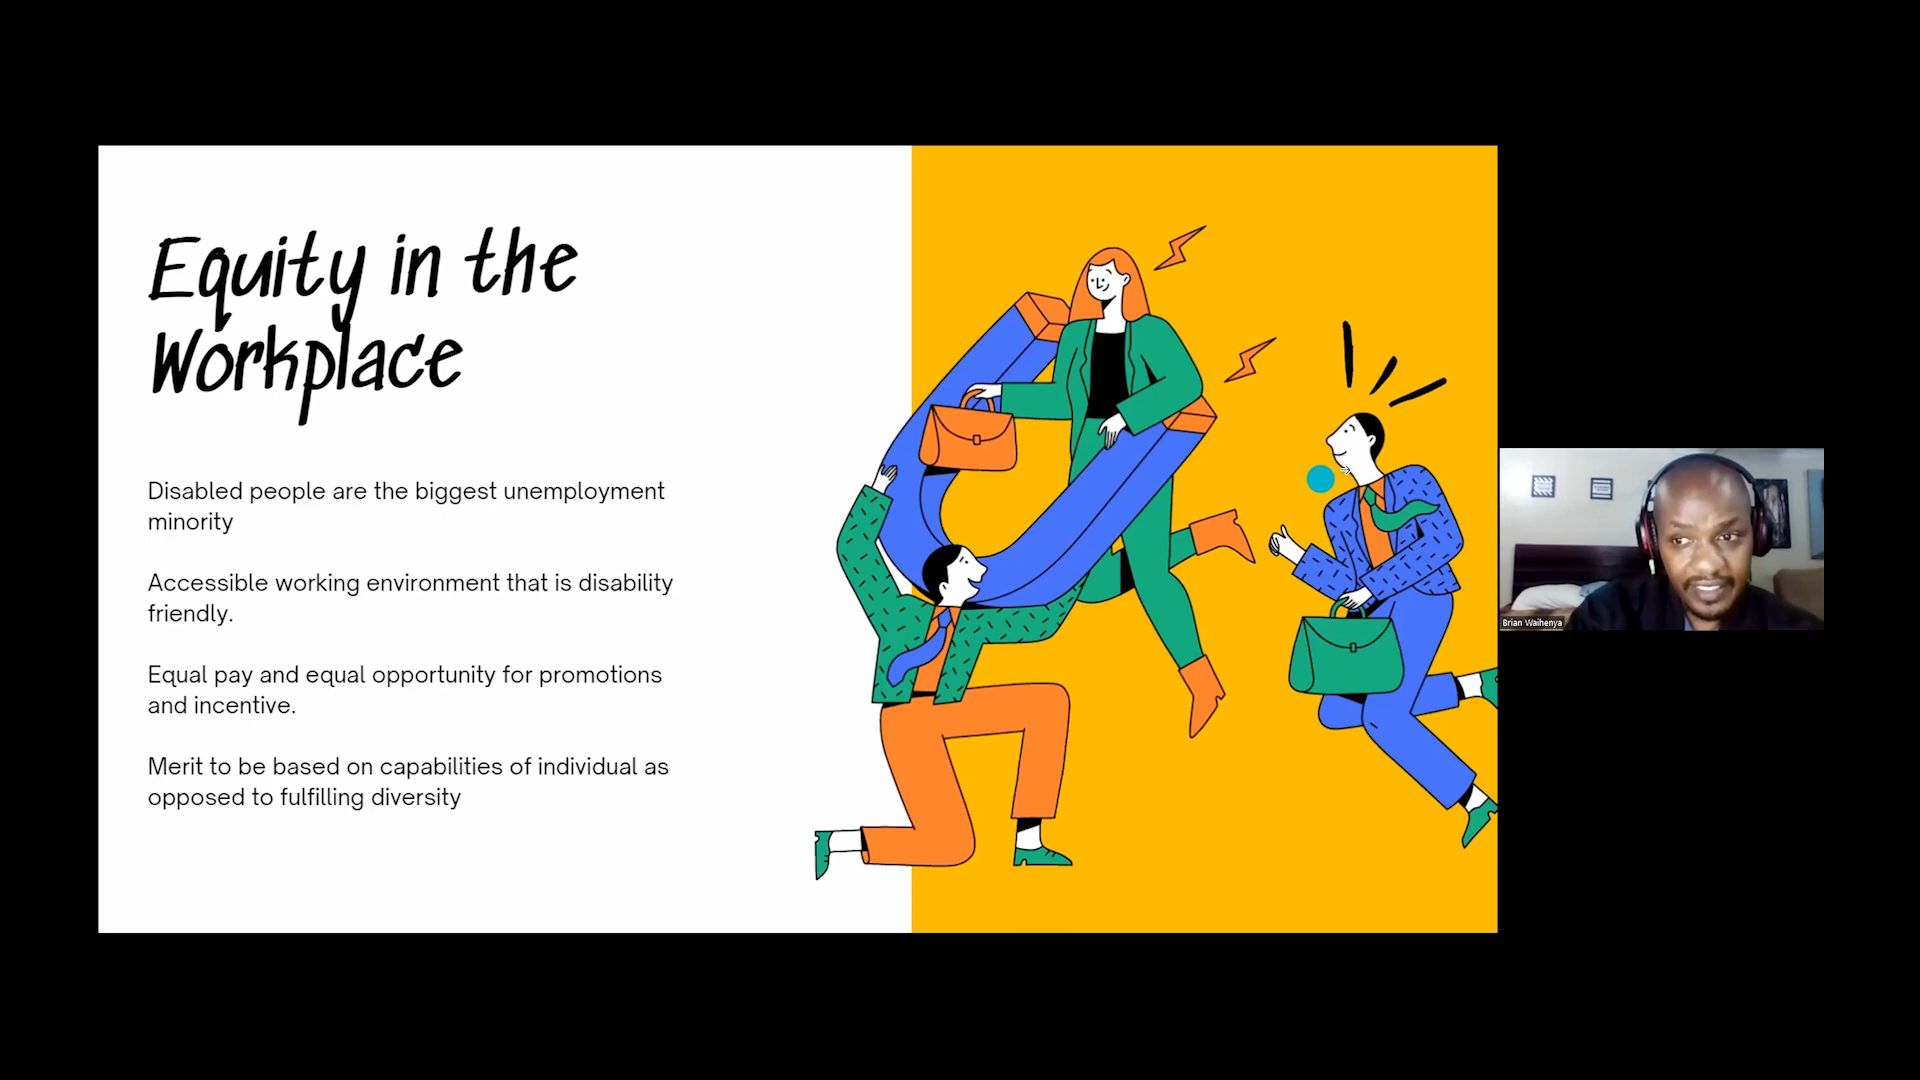 Equity in the
Workplace
Disabled people are the biggest unemployment
minority
Accessible working environment that is disability
friendly.
Equal pay and equal opportunity for promotions
and incentive.
Merit to be based on capabilities of individual as
opposed to fulfilling diversity
Brian Waihenya